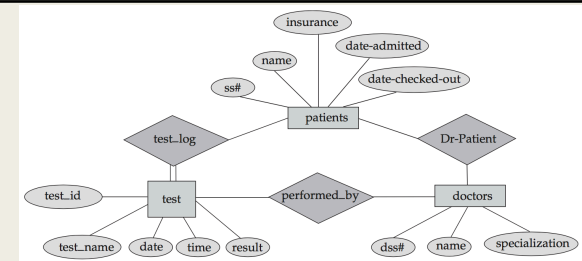 insurance
date-admitted
name
date-checked-out
ss#
patients
test_log
Dr-Patient
test_id
test
performed_by
doctors
test_name
date
time
result
dss#
name
specialization